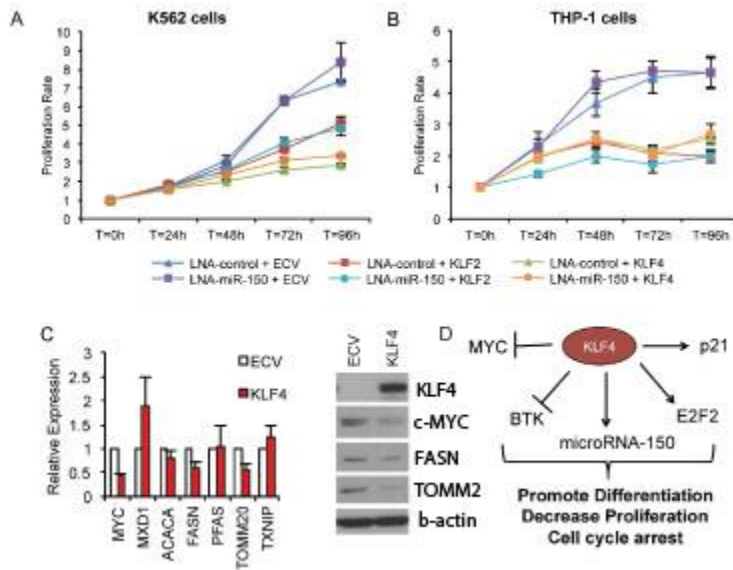 A
K562 cells
Proliferation Rate
10
9
8
7
6
5
4
3
2
1
0
T=0h T=24h T=48h T=72h T=96h
B
THP-1 cells
Proliferation Rate
6
5
4
3
2
1
0
T=0h T=24h T=48h T=72h T=96h
LNA-control + ECV LNA-control + KLF2 LNA-control + KLF4
LNA-miR-150 + ECV LNA-miR-150 + KLF2 LNA-miR-150 + KLF4
C
Relative Expression
3
2.5
2
1.5
1
0.5
0
ECV
KLF4
MYC
MXD1
ACACA
FASN
PFAS
TOMM20
TXNIP
ECV KLF4
KLF4
c-MYC
FASN
TOMM2
b-actin
D
MYC KLF4 p21
BTK E2F2
microRNA-150
Promote Differentiation
Decrease Proliferation
Cell cycle arrest